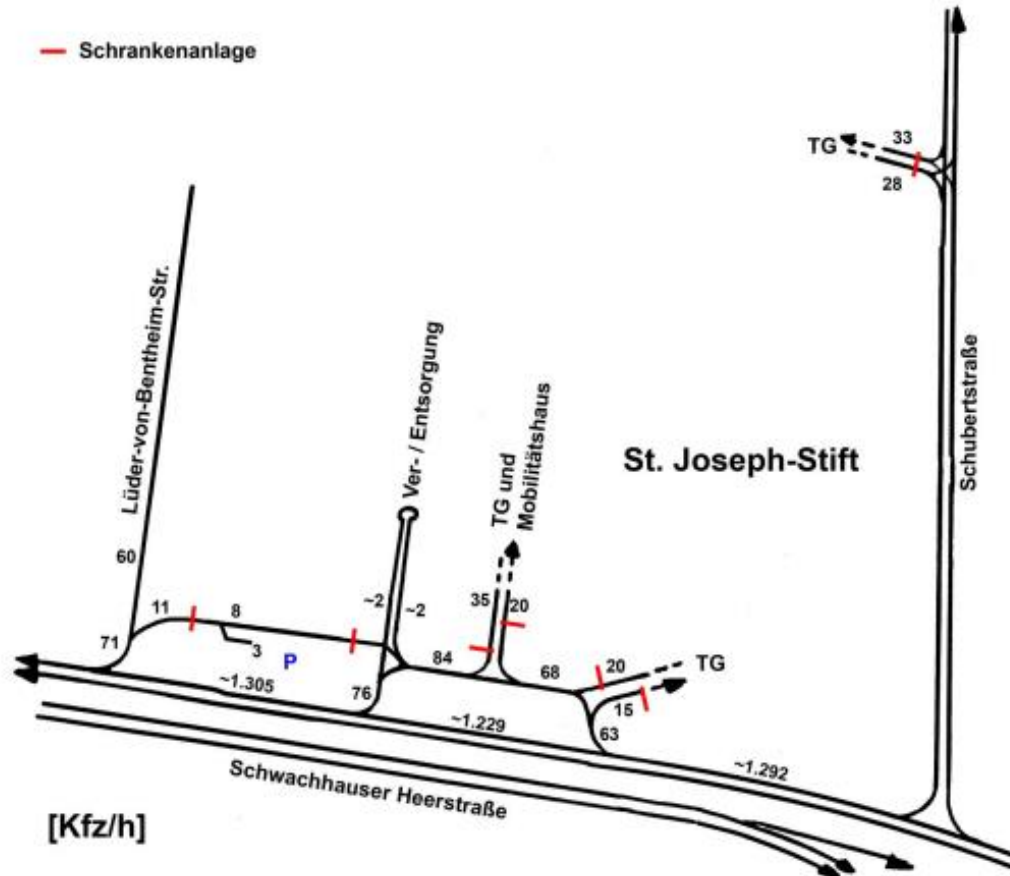 Schrankenanlage
33
TG
28
Lüder-von-Bentheim-Str.
Ver- / Entsorgung
TG und
Mobilitätshaus
St. Joseph-Stift
Schubertstraße
60
11
8
~2
~2
35
20
71
3
P
84
68
20
TG
~1.305
76
15
~1.229
63
~1.292
Schwachhauser Heerstraße
[Kfz/h]